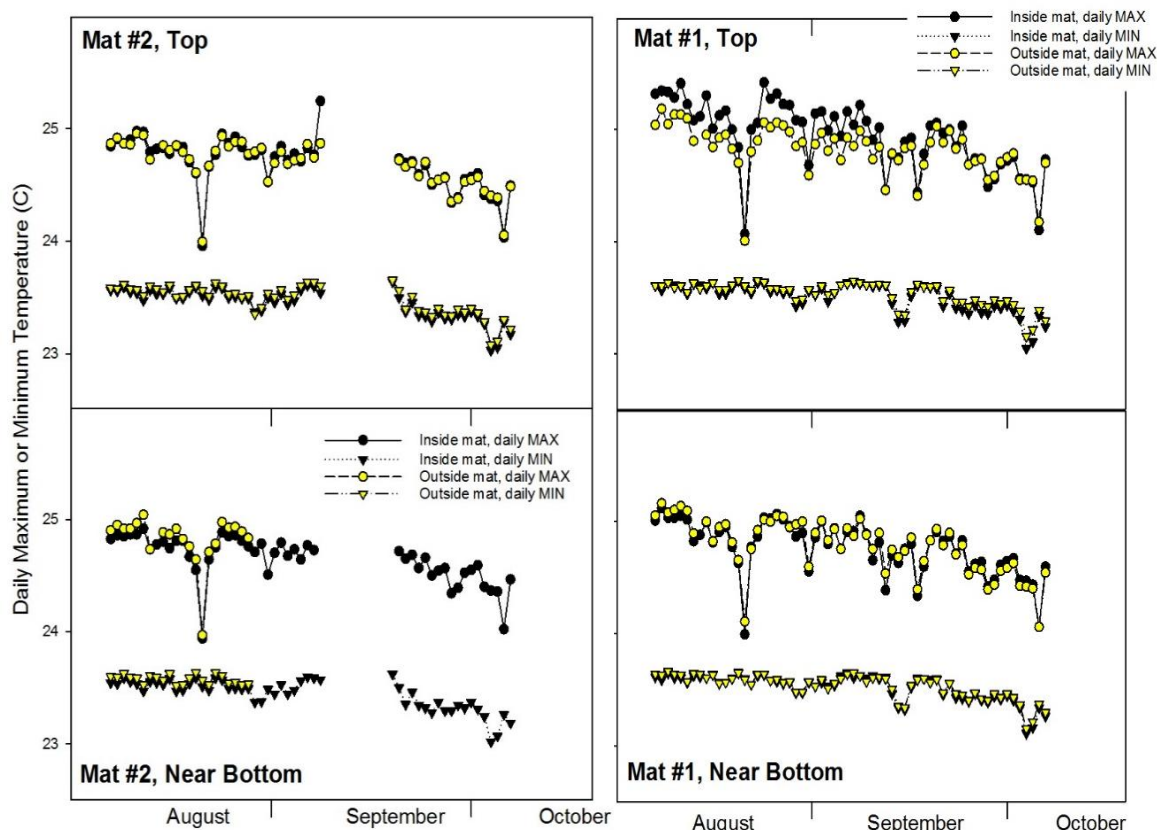 Mat #2, Top
Mat #1, Top
Inside mat, daily MAX
Inside mat, daily MIN
Outside mat, daily MAX
Outside mat, daily MIN
Daily Maximum or Minimum Temperature (C)
25
24
23
Inside mat, daily MAX
Inside mat, daily MIN
Outside mat, daily MAX
Outside mat, daily MIN
25
24
23
Mat #2, Near Bottom
Mat #1, Near Bottom
August
September
October
August
September
October